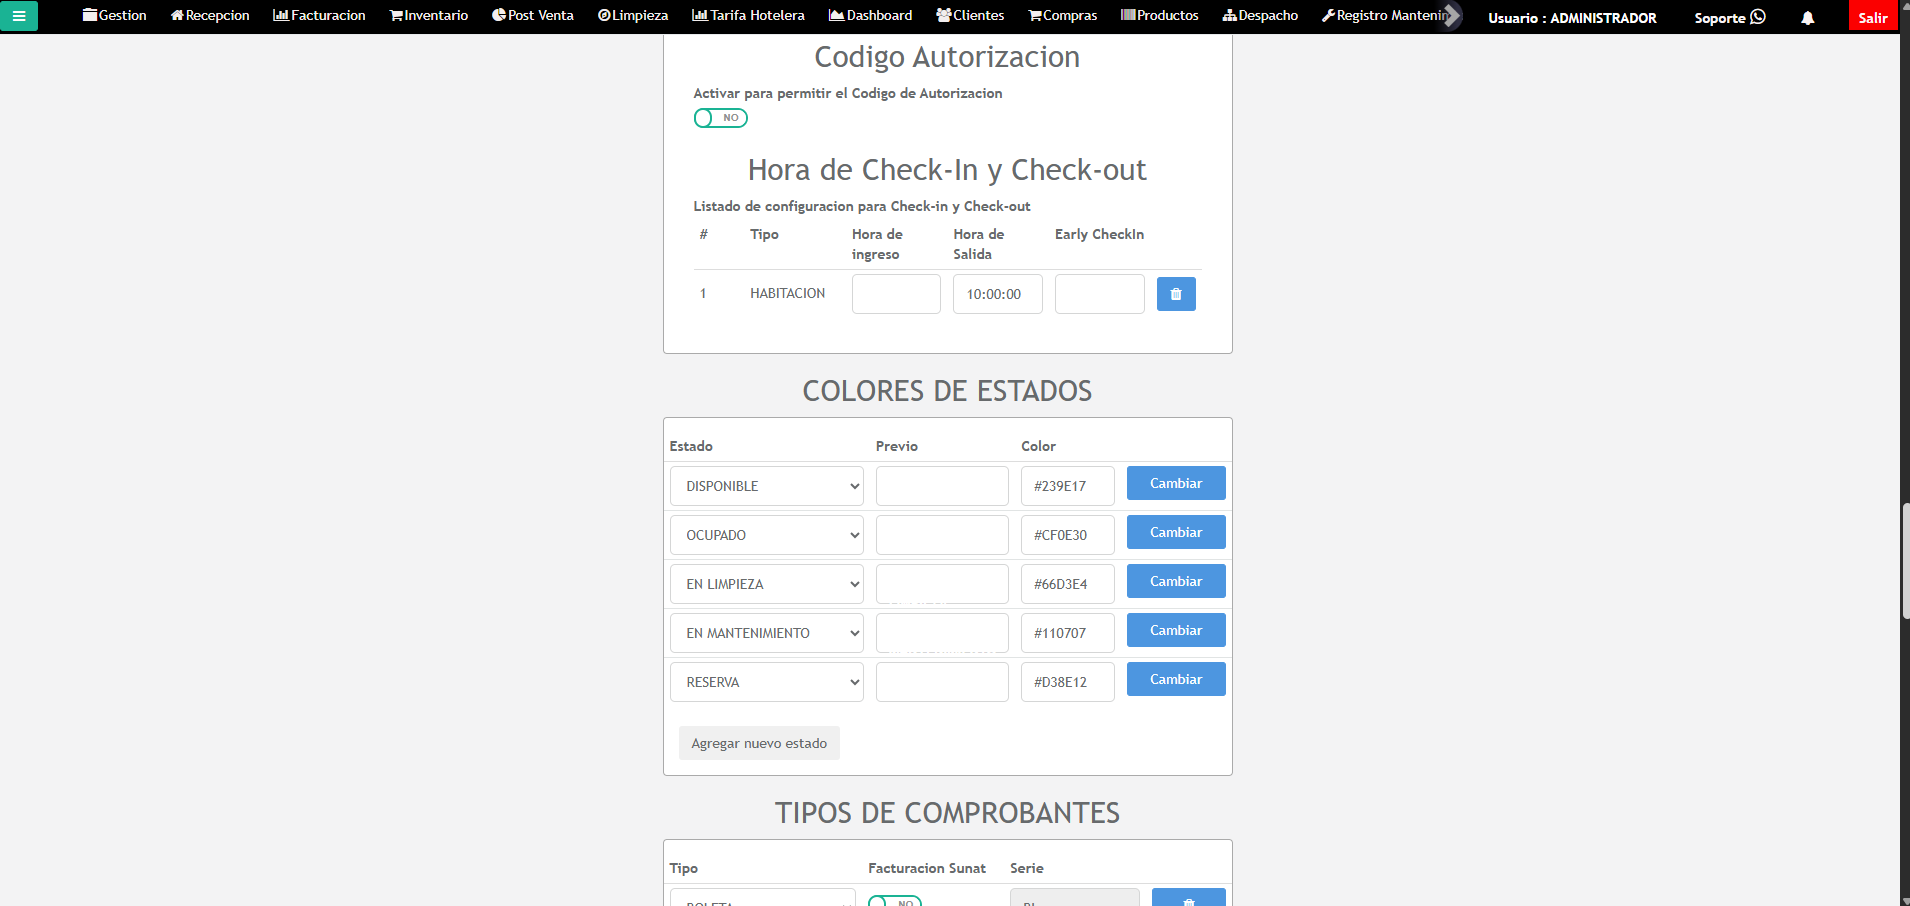 Gestion Recepcion Facturacion Inventario Post Venta Limpieza Tarifa Hotelera Dashboard Clientes Compras Productos Despacho Registro Mantenin Usuario : ADMINISTRADOR Soporte Salir
Codigo Autorizacion
Activar para permitir el Codigo de Autorizacion
NO
Hora de Check-In y Check-out
Listado de configuracion para Check-in y Check-out
# Tipo Hora de ingreso Hora de Salida Early CheckIn
1 HABITACION 10:00:00
COLORES DE ESTADOS
Estado Previo Color
DISPONIBLE #239E17 Cambiar
OCUPADO #CF0E30 Cambiar
EN LIMPIEZA #66D3E4 Cambiar
EN MANTENIMIENTO #110707 Cambiar
RESERVA #D38E12 Cambiar
Agregar nuevo estado
TIPOS DE COMPROBANTES
Tipo Facturacion Sunat Serie
BOLETA NO